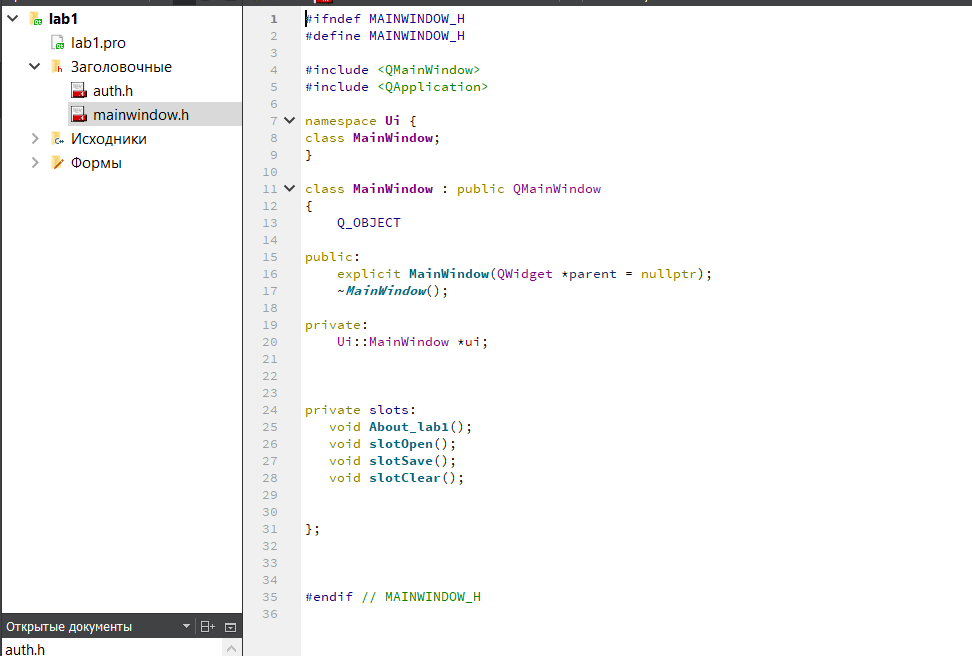 lab1
lab1.pro
Заголовочные
auth.h
mainwindow.h
Исходники
Формы
Открытые документы
auth.h
1 #ifndef MAINWINDOW_H
2 #define MAINWINDOW_H
3
4 #include <QMainWindow>
5 #include <QApplication>
6
7 namespace Ui {
8 class MainWindow;
9 }
10
11 class MainWindow : public QMainWindow
12 {
13     Q_OBJECT
14
15 public:
16     explicit MainWindow(QWidget *parent = nullptr);
17     ~MainWindow();
18
19 private:
20     Ui::MainWindow *ui;
21
22
23
24 private slots:
25    void About_lab1();
26    void slotOpen();
27    void slotSave();
28    void slotClear();
29
30
31 };
32
33
34
35 #endif // MAINWINDOW_H
36